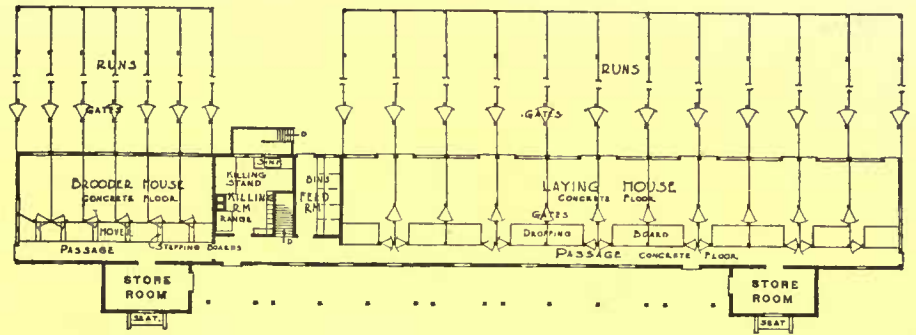 RUNS
RUNS
GATES
GATES
SINK
KILLING
STAND
BINS
BROODER HOUSE
CONCRETE FLOOR
KILLING
RM
FEED
RM
LAYING HOUSE
CONCRETE FLOOR
RANGE
GATES
HOVER
DROPPING BOARD
STEPPING BOARDS
PASSAGE
D
D
PASSAGE CONCRETE FLOOR
STORE
ROOM
STORE
ROOM
SEAT
SEAT